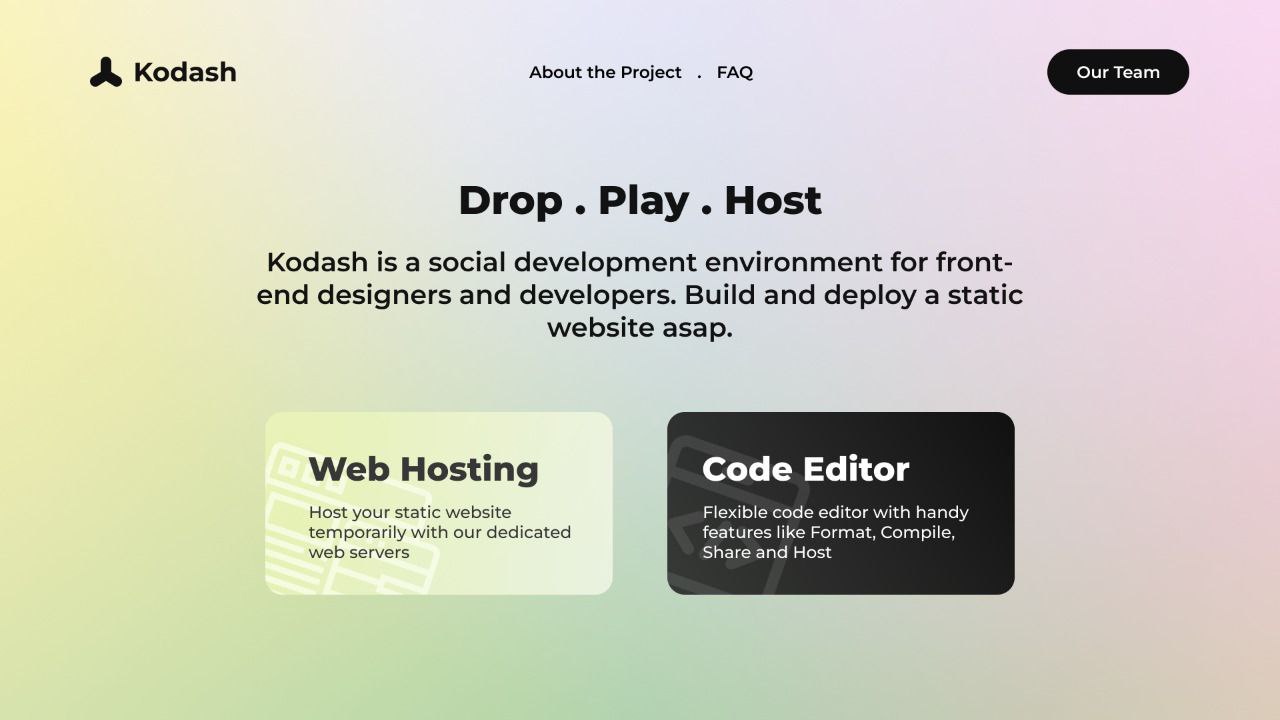 Kodash
About the Project . FAQ
Our Team
Drop . Play . Host
Kodash is a social development environment for front-
end designers and developers. Build and deploy a static
website asap.
Web Hosting
Host your static website
temporarily with our dedicated
web servers
Code Editor
Flexible code editor with handy
features like Format, Compile,
Share and Host